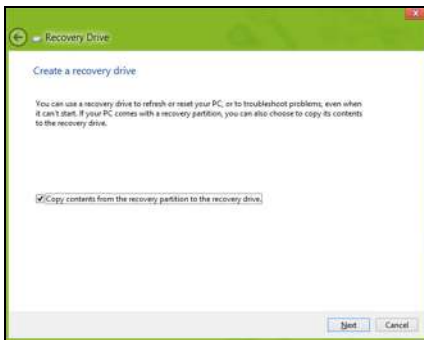 Recovery Drive
Create a recovery drive
You can use a recovery drive to refresh or reset your PC, or to troubleshoot problems, even when
it can't start. If your PC comes with a recovery partition, you can also choose to copy its contents
to the recovery drive.
Copy contents from the recovery partition to the recovery drive.
Next Cancel